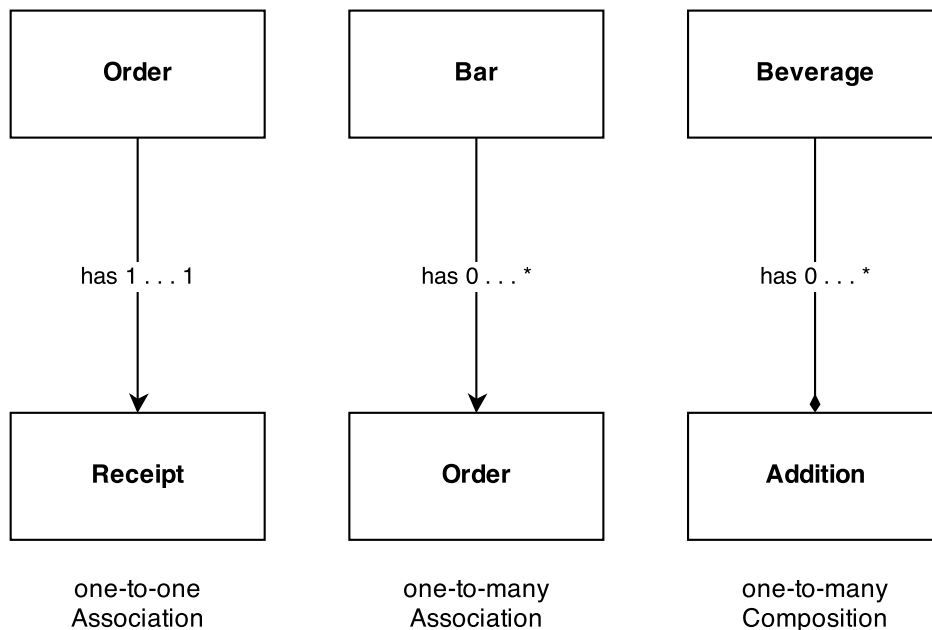 Order
Bar
Beverage
has 1 . . . 1
has 0 . . . *
has 0 . . . *
Receipt
Order
Addition
one-to-one
Association
one-to-many
Association
one-to-many
Composition